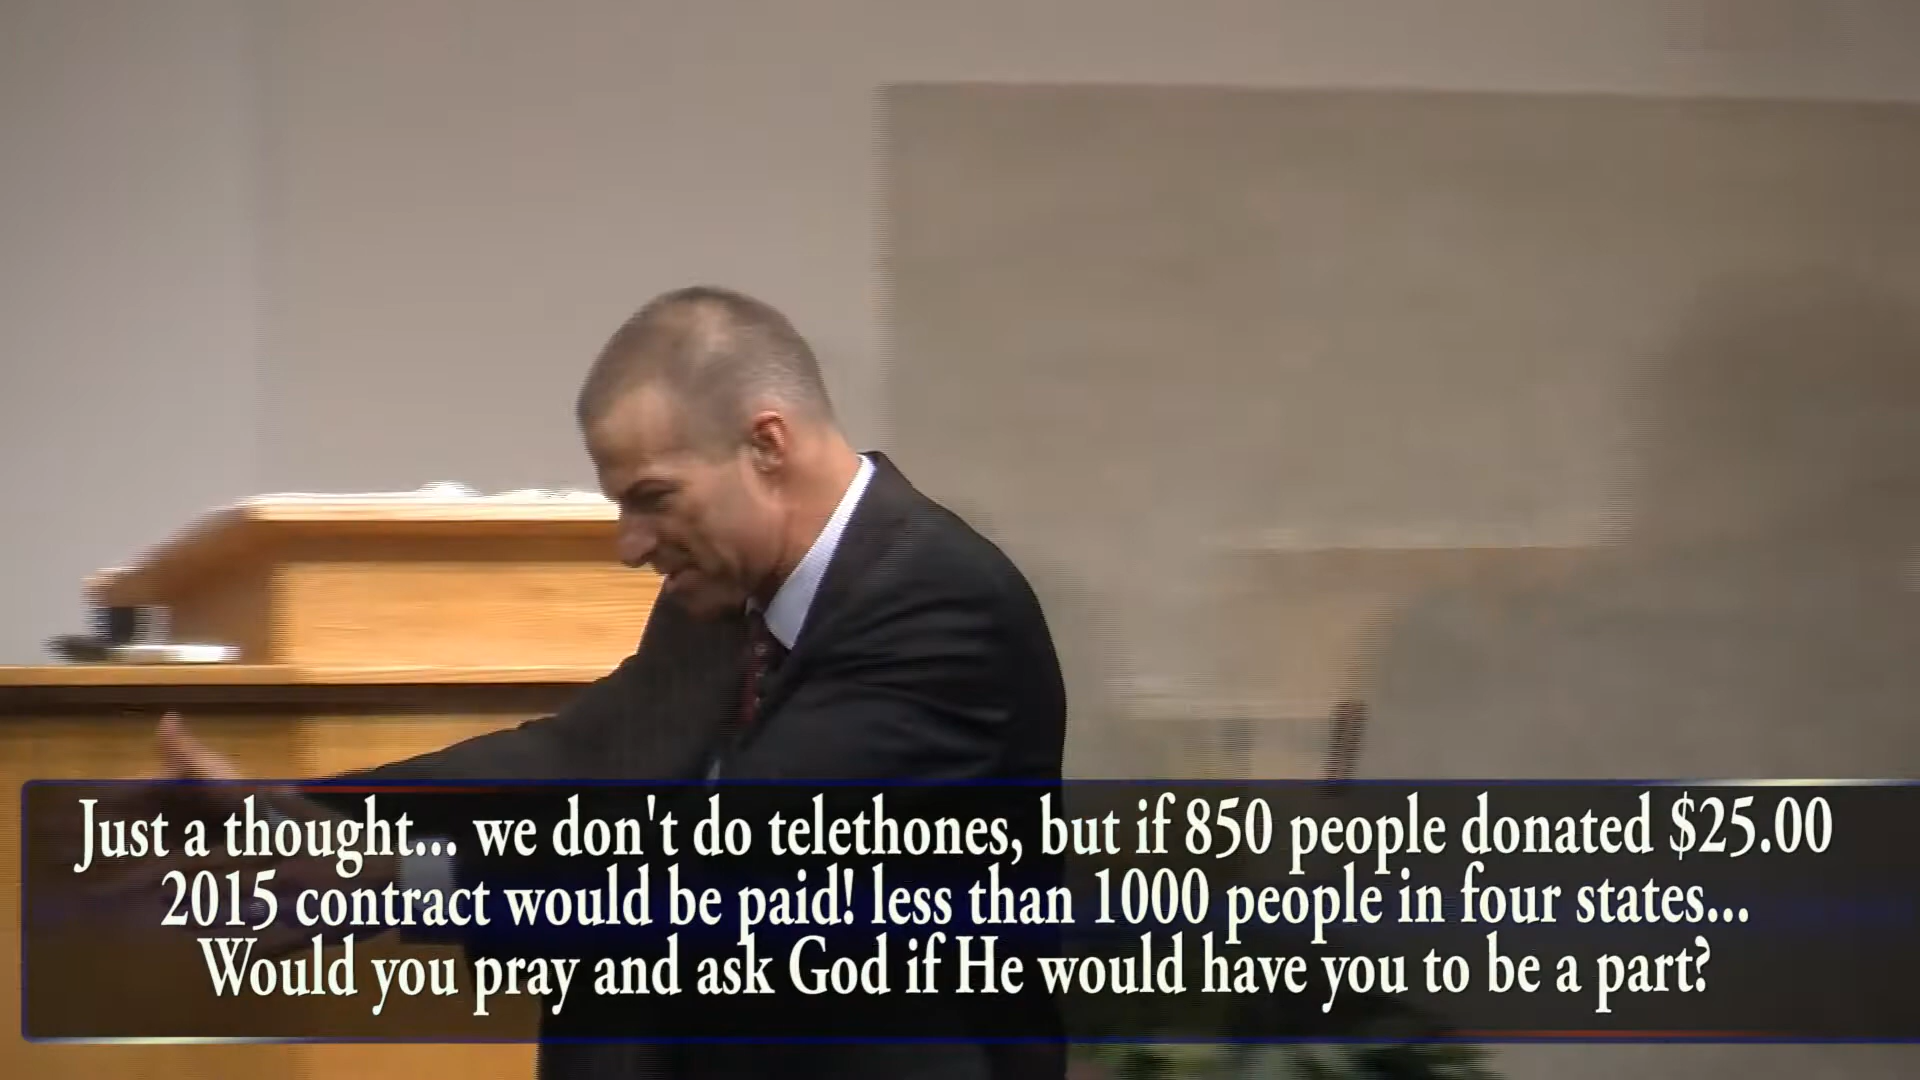 Just a thought... we don't do telethones, but if 850 people donated $25.00
2015 contract would be paid! less than 1000 people in four states...
Would you pray and ask God if He would have you to be a part?